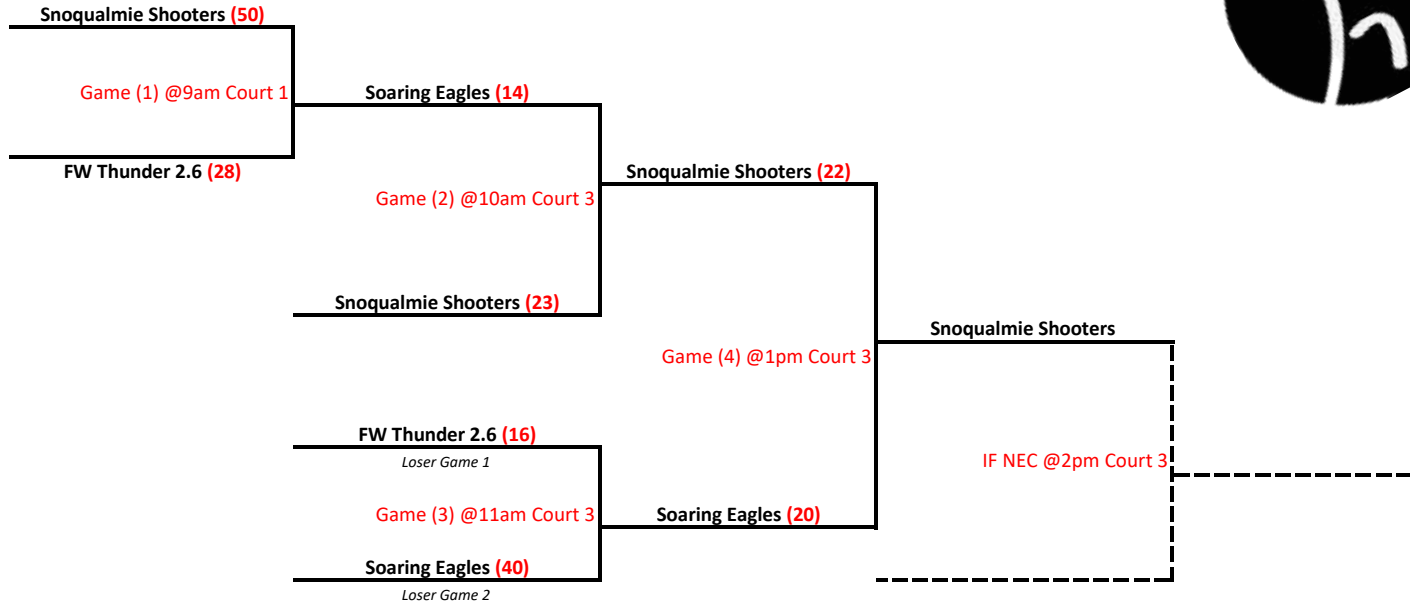 Snoqualmie Shooters (50)
Game (1) @9am Court 1
Soaring Eagles (14)
FW Thunder 2.6 (28)
Snoqualmie Shooters (22)
Game (2) @10am Court 3
Snoqualmie Shooters (23)
Snoqualmie Shooters
Game (4) @1pm Court 3
FW Thunder 2.6 (16)
Loser Game 1
IF NEC @2pm Court 3
Game (3) @11am Court 3
Soaring Eagles (20)
Soaring Eagles (40)
Loser Game 2